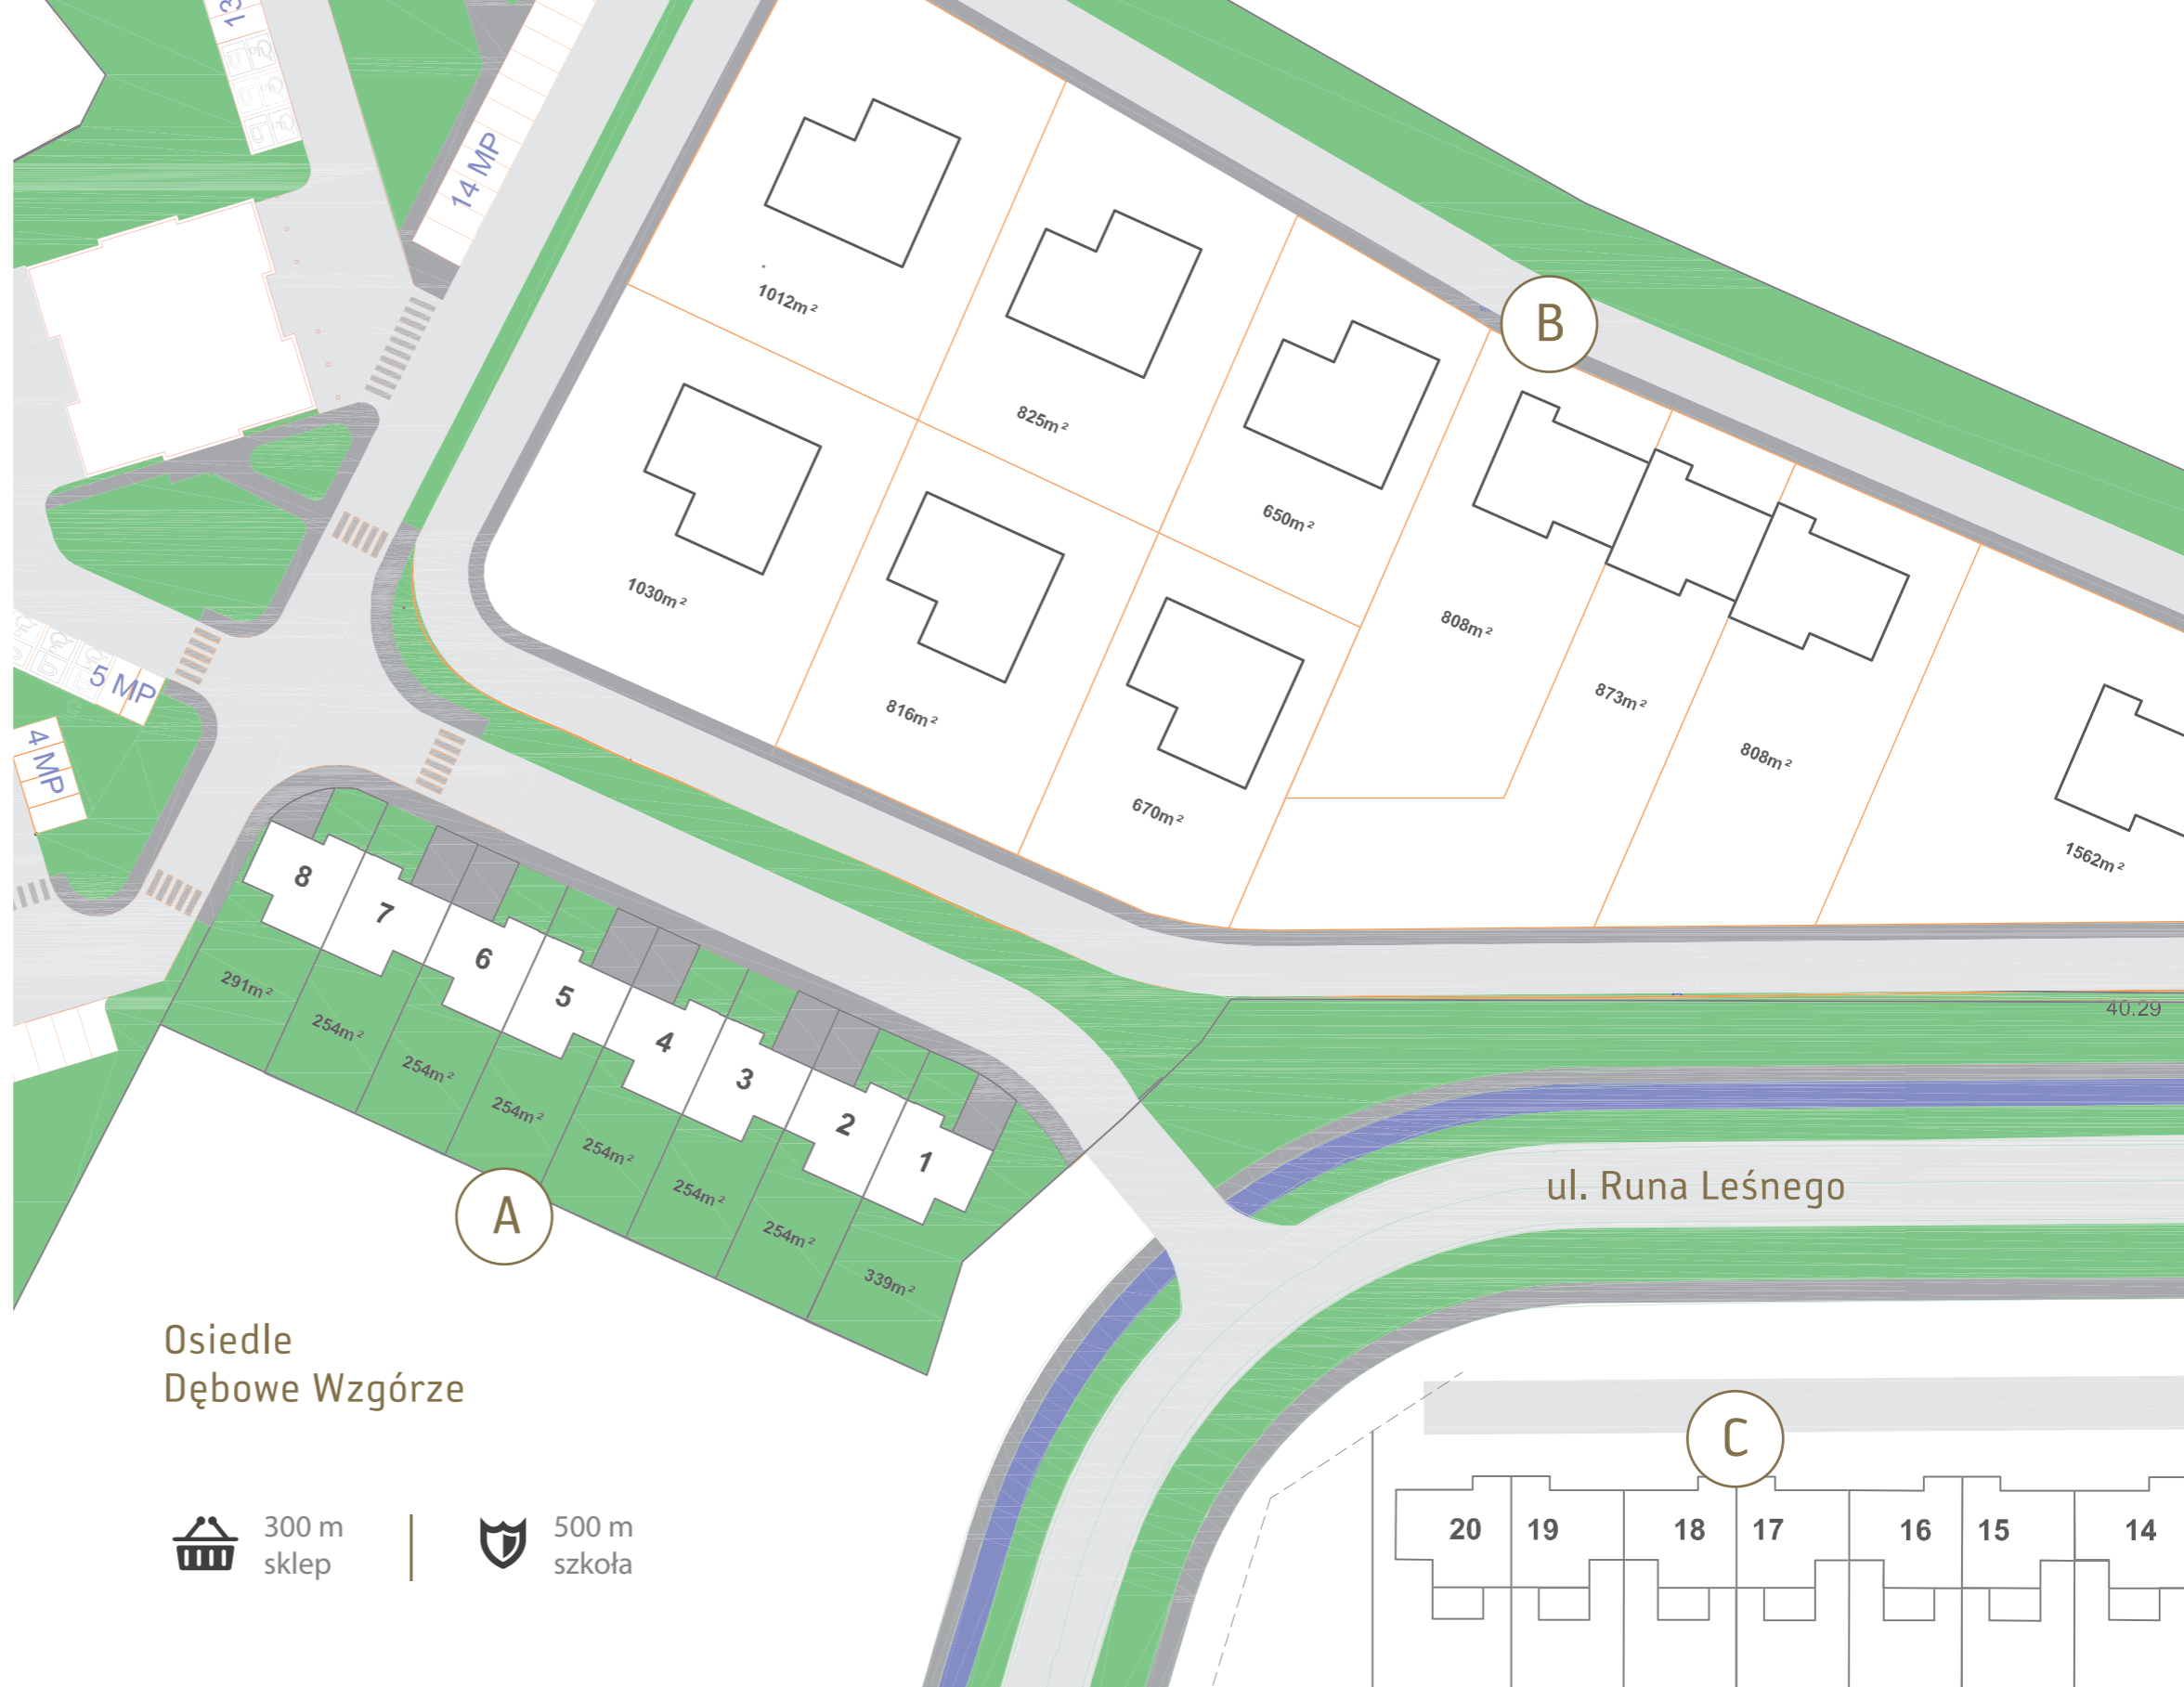 13
14 MP
1012m²
B
825m²
650m²
1030m²
808m²
5 MP
873m²
816m²
4 MP
808m²
670m²
1562m²
8
7
6
5
4
3
2
1
291m²
254m²
254m²
254m²
254m²
254m²
254m²
339m²
40.29
A
ul. Runa Leśnego
Osiedle
Dębowe Wzgórze
C
300 m
sklep
500 m
szkoła
20 19 18 17 16 15 14